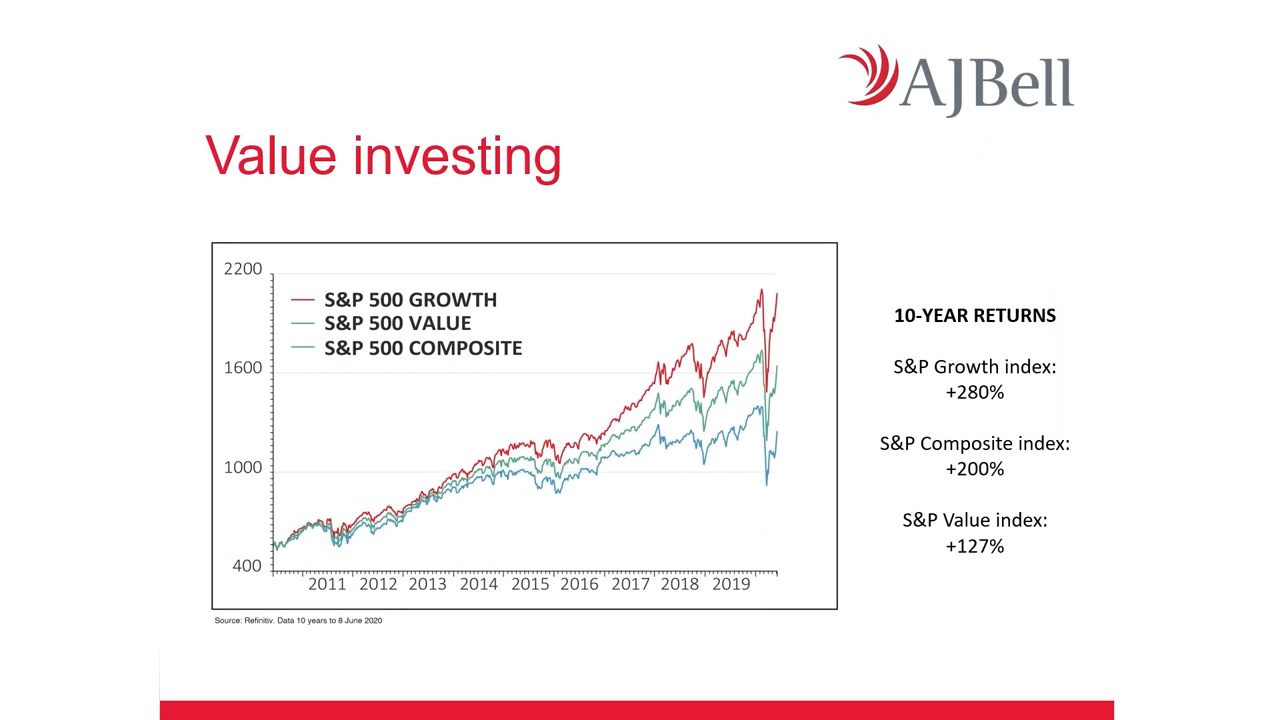 AJBell
Value investing
2200
1600
1000
400
S&P 500 GROWTH
S&P 500 VALUE
S&P 500 COMPOSITE
2011 2012 2013 2014 2015 2016 2017 2018 2019
Source: Refinitiv. Data 10 years to 8 June 2020
10-YEAR RETURNS
S&P Growth index:
+280%
S&P Composite index:
+200%
S&P Value index:
+127%